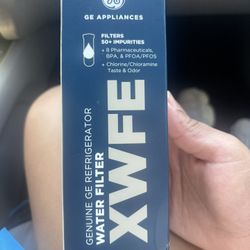 GE APPLIANCES
FILTERS
50+ IMPURITIES
+ 8 Pharmaceuticals,
BPA, & PFOA/PFOS
+ Chlorine/Chloramine
Taste & Odor
GENUINE GE REFRIGERATOR
WATER FILTER
XWFE